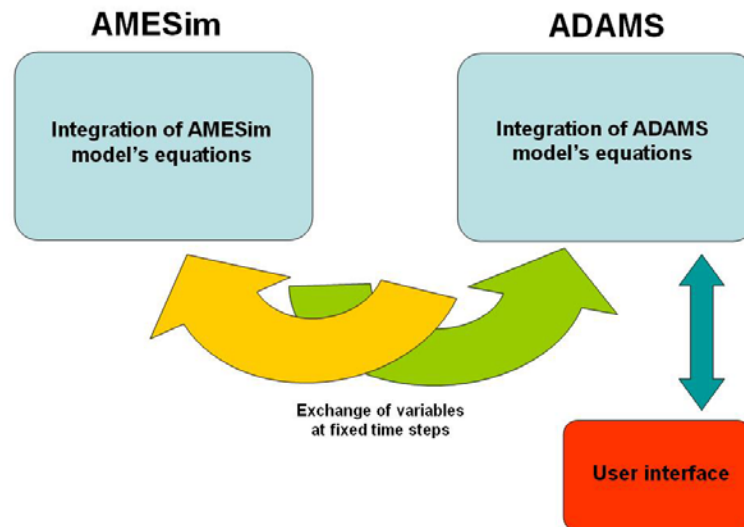 AMESim
ADAMS
Integration of AMESim
model's equations
Integration of ADAMS
model's equations
Exchange of variables
at fixed time steps
User interface